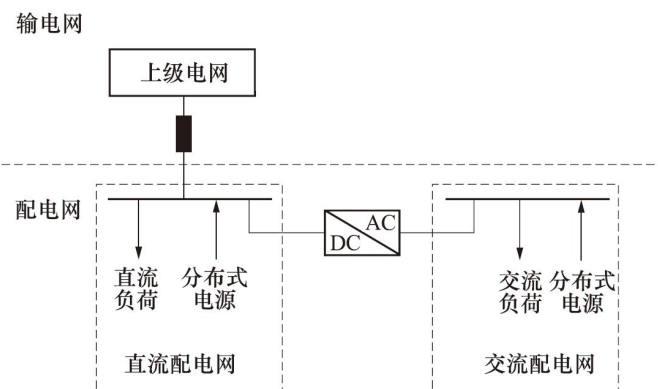 输电网
上级电网
配电网
AC
DC
直流
负荷
分布式
电源
交流
负荷
分布式
电源
直流配电网
交流配电网